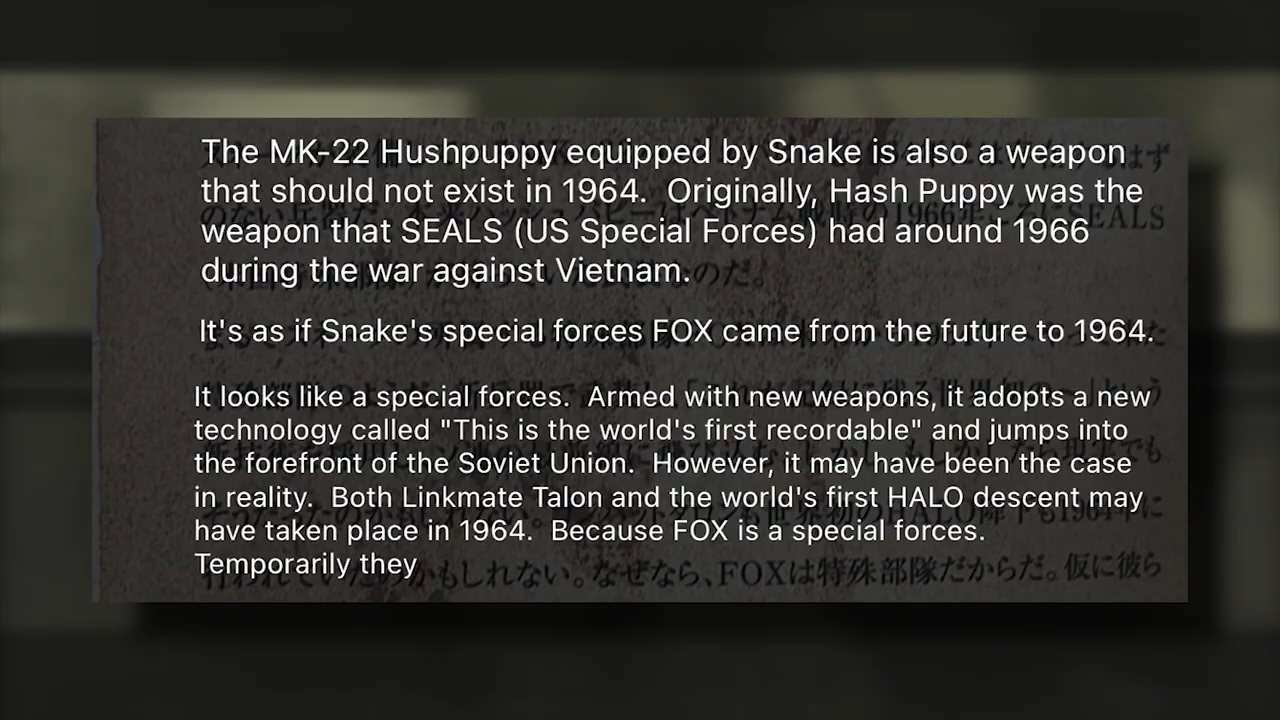 The MK-22 Hushpuppy equipped by Snake is also a weapon
that should not exist in 1964.  Originally, Hash Puppy was the
weapon that SEALS (US Special Forces) had around 1966
during the war against Vietnam.
It's as if Snake's special forces FOX came from the future to 1964.
It looks like a special forces.  Armed with new weapons, it adopts a new
technology called "This is the world's first recordable" and jumps into
the forefront of the Soviet Union.  However, it may have been the case
in reality.  Both Linkmate Talon and the world's first HALO descent may
have taken place in 1964.  Because FOX is a special forces.
Temporarily they
かもしれない。なぜなら、FOXは特殊部隊だからだ。仮に彼ら